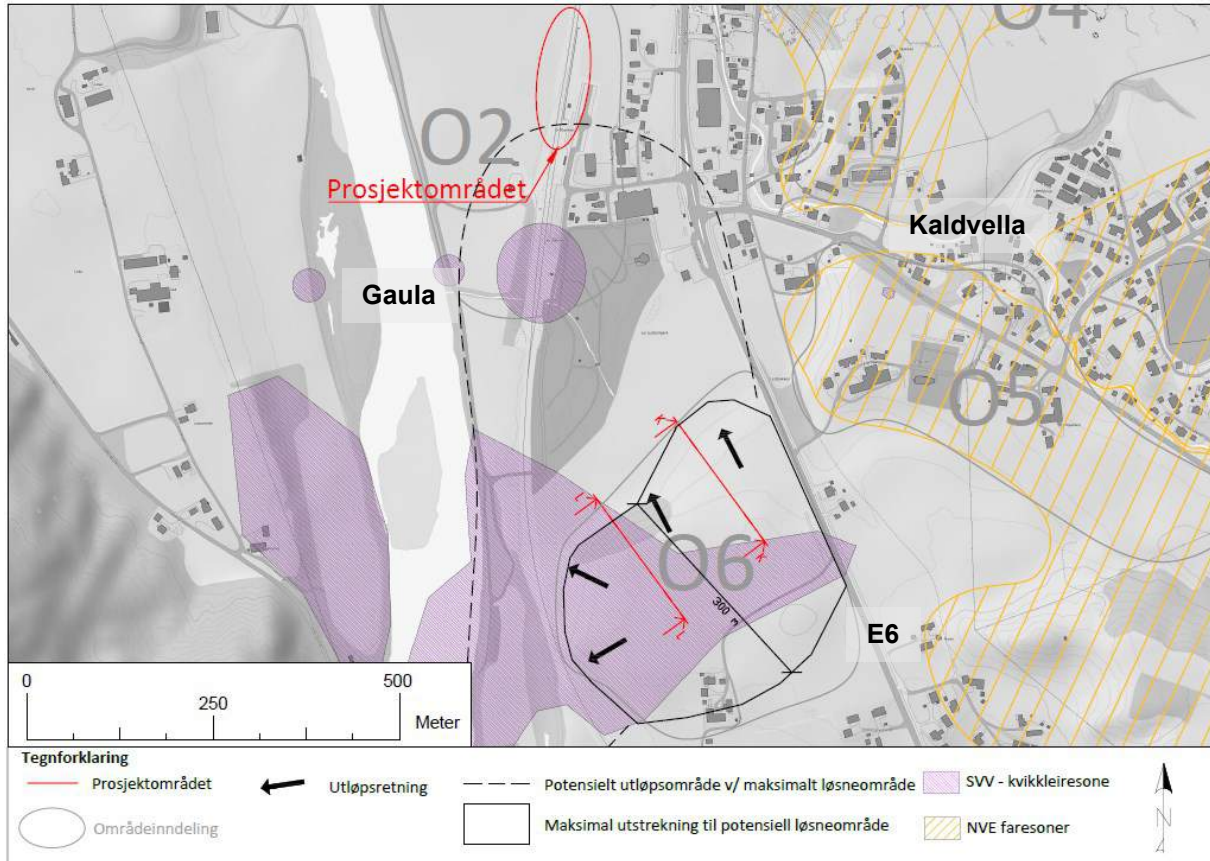 O4
O2
Prosjektområdet
Kaldvella
Gaula
O5
K
L
O6
K
300 m
L
E6
0
500
250
Meter
Tegnforklaring
Prosjektområdet
Utløpsretning
Potensielt utløpsområde v/ maksimalt løsneområde
SVV - kvikkleiresone
Områdeinndeling
Maksimal utstrekning til potensiell løsneområde
NVE faresoner
N